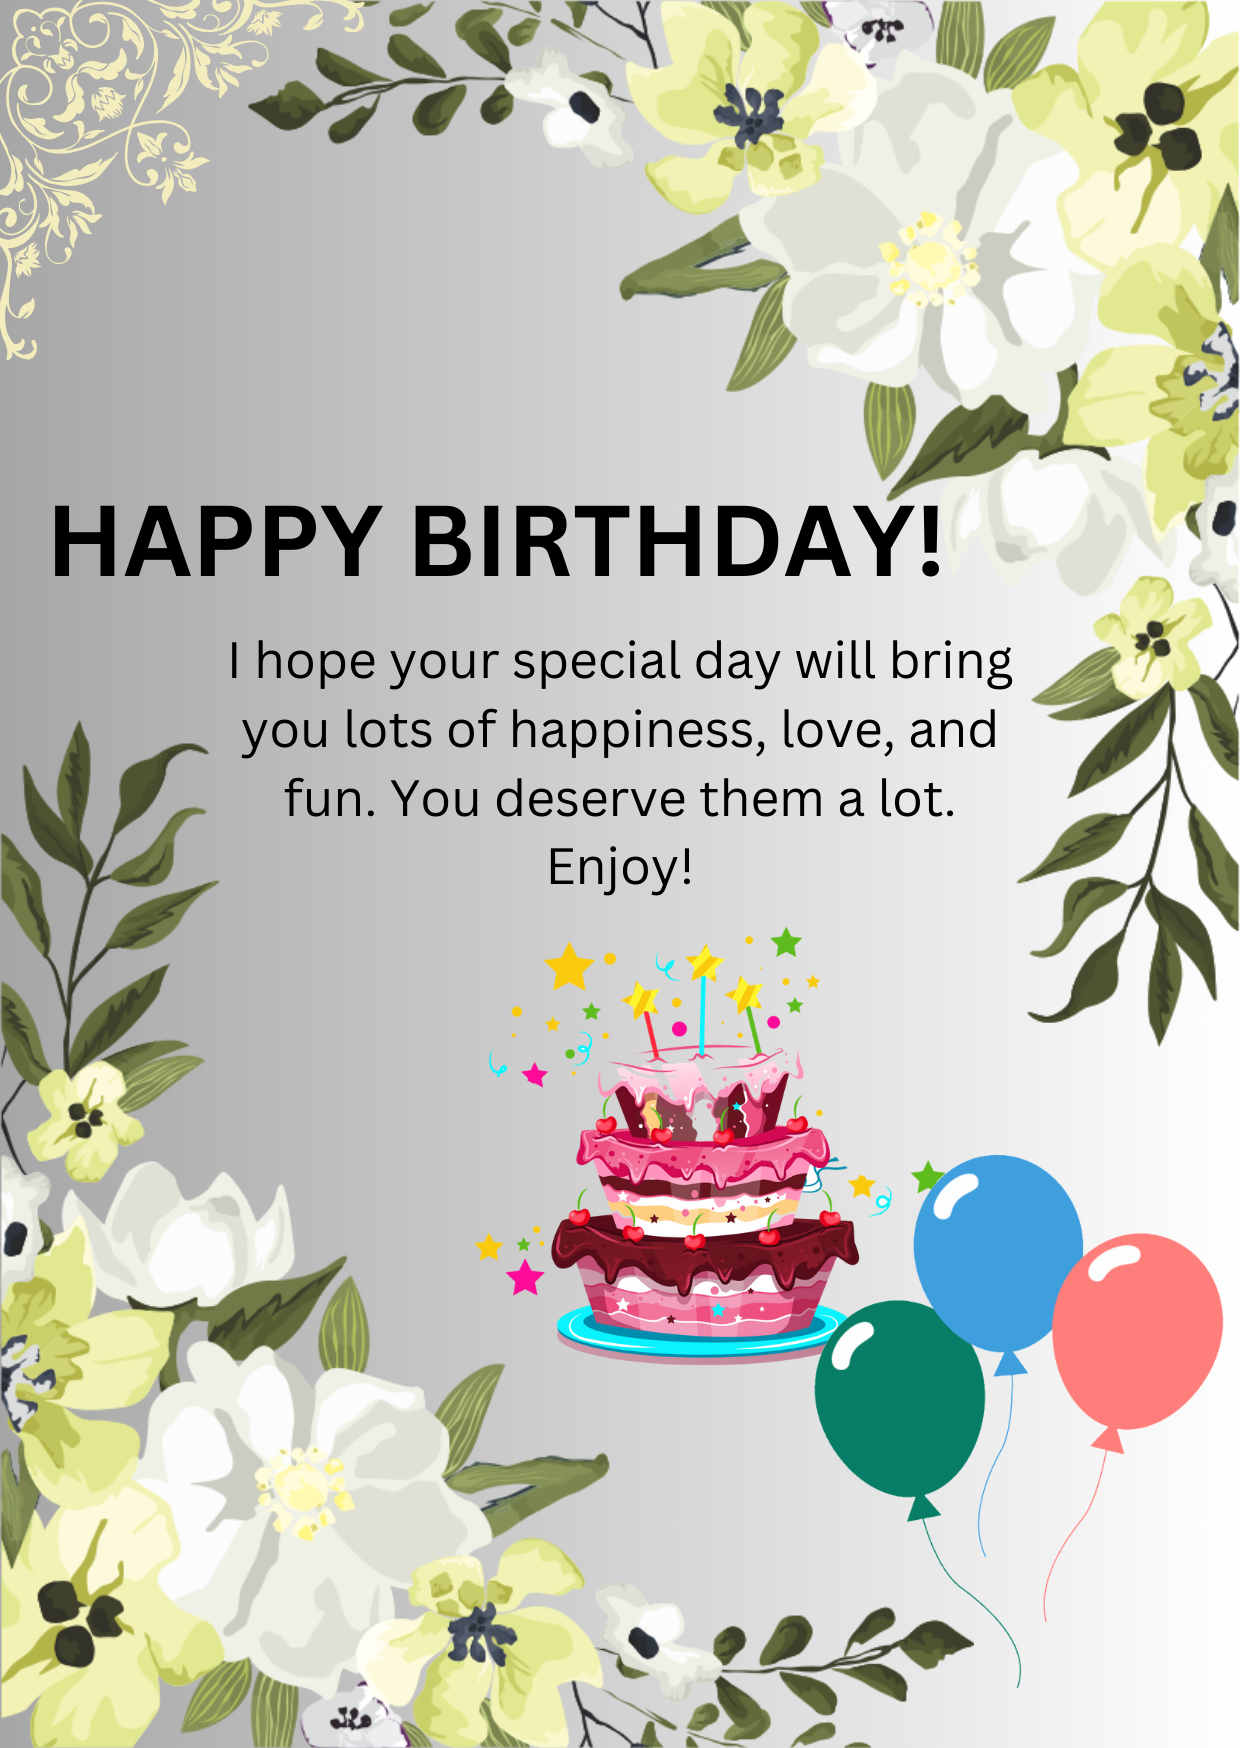 HAPPY BIRTHDAY!
I hope your special day will bring
you lots of happiness, love, and
fun. You deserve them a lot.
Enjoy!